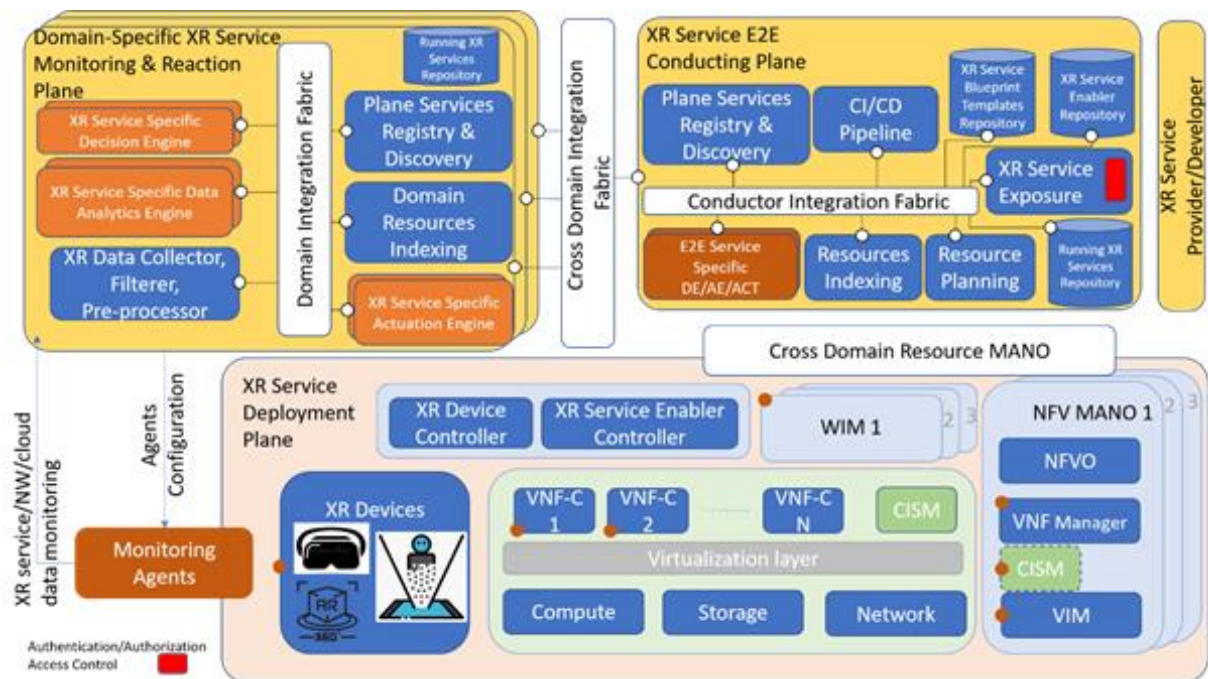 Domain-Specific XR Service
Monitoring & Reaction
Plane
Running XR
Services
Repository
XR Service Specific
Decision Engine
XR Service Specific Data
Analytics Engine
XR Data Collector,
Filterer,
Pre-processor
Domain Integration Fabric
Plane Services
Registry &
Discovery
Domain
Resources
Indexing
XR Service Specific
Actuation Engine
Cross Domain Integration
Fabric
XR Service E2E
Conducting Plane
XR Service
Blueprint
Templates
Repository
XR Service
Enabler
Repository
Plane Services
Registry &
Discovery
CI/CD
Pipeline
XR Service
Exposure
Conductor Integration Fabric
E2E Service
Specific
DE/AE/ACT
Resources
Indexing
Resource
Planning
Running XR
Services
Repository
XR Service
Provider/Developer
Cross Domain Resource MANO
XR Service
Deployment
Plane
XR Device
Controller
XR Service Enabler
Controller
WIM 1
2
3
NFV MANO 1
2
3
NFVO
VNF Manager
CISM
VIM
XR Devices
AR
360°
VNF-C
1
VNF-C
2
VNF-C
N
CISM
Virtualization layer
Compute
Storage
Network
XR service/NW/cloud
data monitoring
Agents
Configuration
Monitoring
Agents
Authentication/Authorization
Access Control